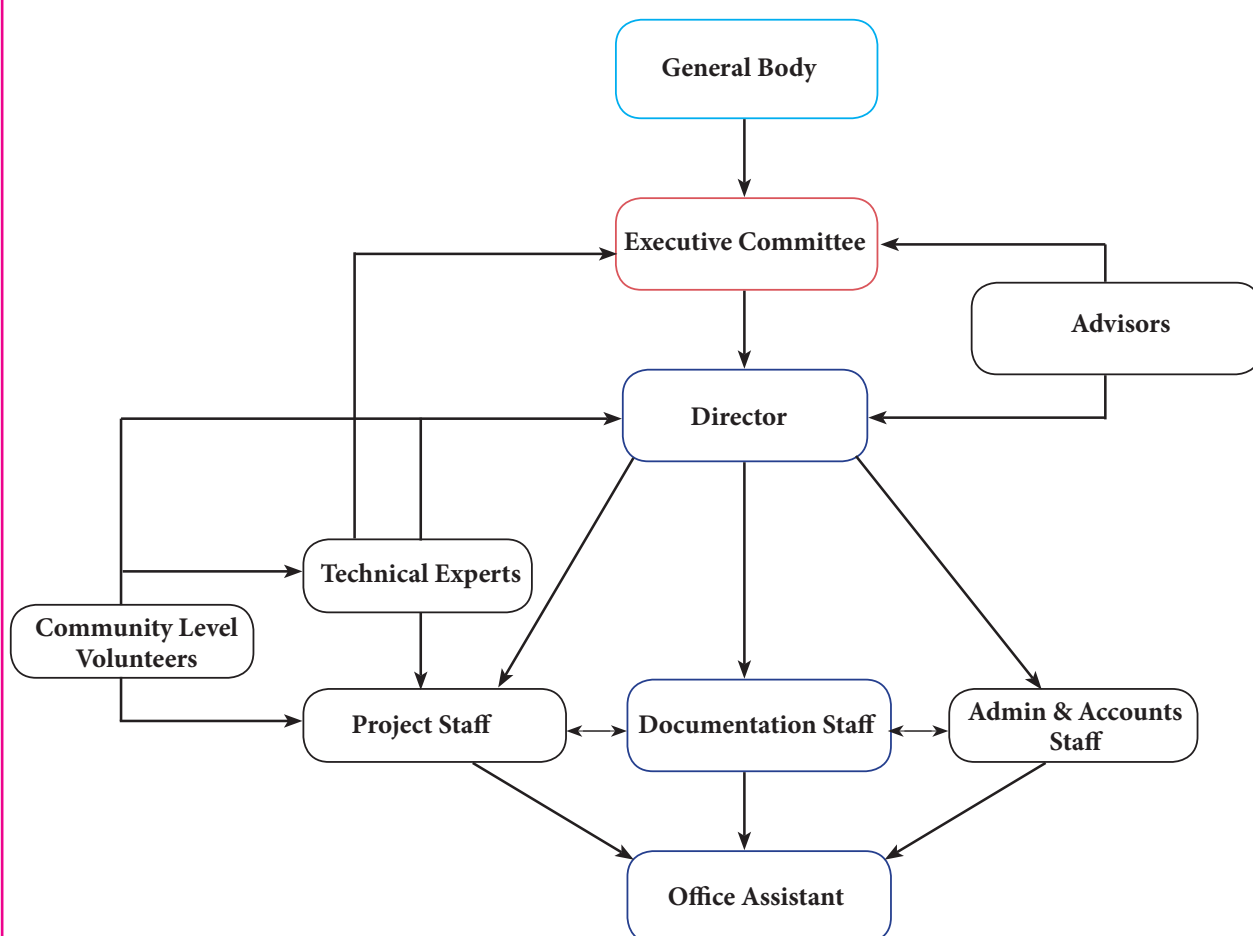 General Body
Executive Committee
Advisors
Director
Technical Experts
Community Level
Volunteers
Project Staff
Documentation Staff
Admin & Accounts
Staff
Office Assistant